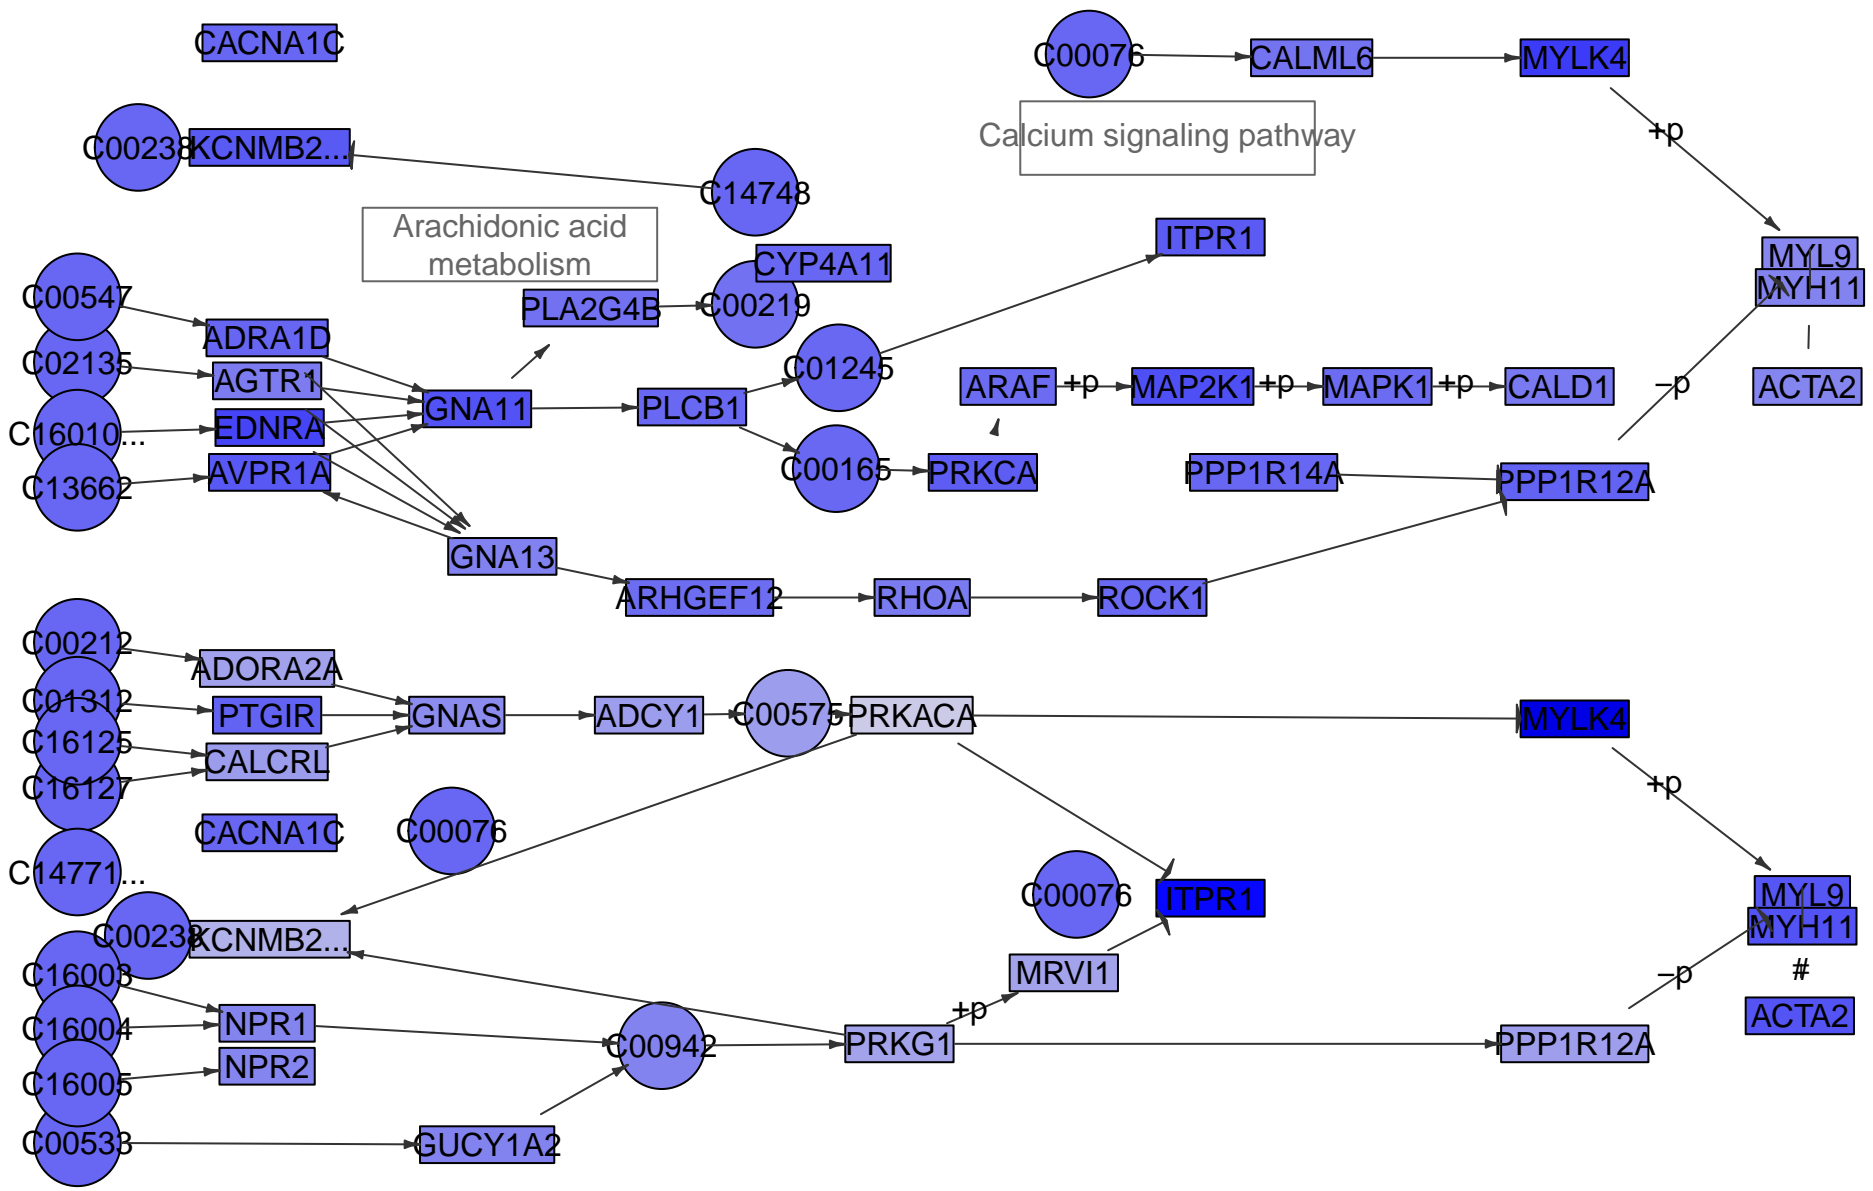 CACNA1C
C00076
CALML6
MYLK4
Calcium signaling pathway
+p
C00238
KCNMB2...
C14748
Arachidonic acid
metabolism
ITPR1
CYP4A11
MYL9
MYH11
C00547
PLA2G4B
C00219
ADRA1D
C02135
AGTR1
C01245
ARAF
+p
MAP2K1
+p
MAPK1
+p
CALD1
–p
ACTA2
GNA11
PLCB1
C16010...
EDNRA
C00165
PRKCA
PPP1R14A
PPP1R12A
C13662
AVPR1A
GNA13
ARHGEF12
RHOA
ROCK1
C00212
ADORA2A
C01312
PTGIR
GNAS
ADCY1
C00575
PRKACA
MYLK4
C16125
CALCRL
C16127
+p
CACNA1C
C00076
C14771...
C00076
ITPR1
MYL9
MYH11
C00238
KCNMB2...
C16003
MRVI1
–p
#
+p
ACTA2
C16004
NPR1
C00942
PRKG1
PPP1R12A
NPR2
C16005
C00533
GUCY1A2